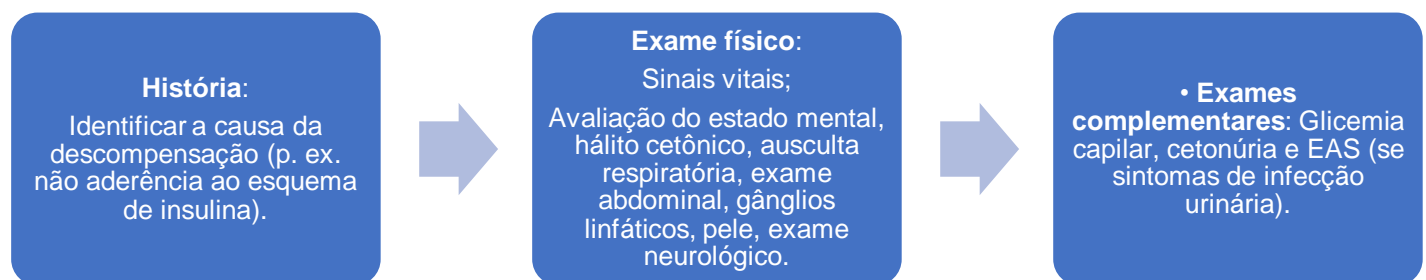 História:
Identificar a causa da
descompensação (p. ex.
não aderência ao esquema
de insulina).
Exame físico:
Sinais vitais;
Avaliação do estado mental,
hálito cetônico, ausculta
respiratória, exame
abdominal, gânglios
linfáticos, pele, exame
neurológico.
• Exames
complementares: Glicemia
capilar, cetonúria e EAS (se
sintomas de infecção
urinária).